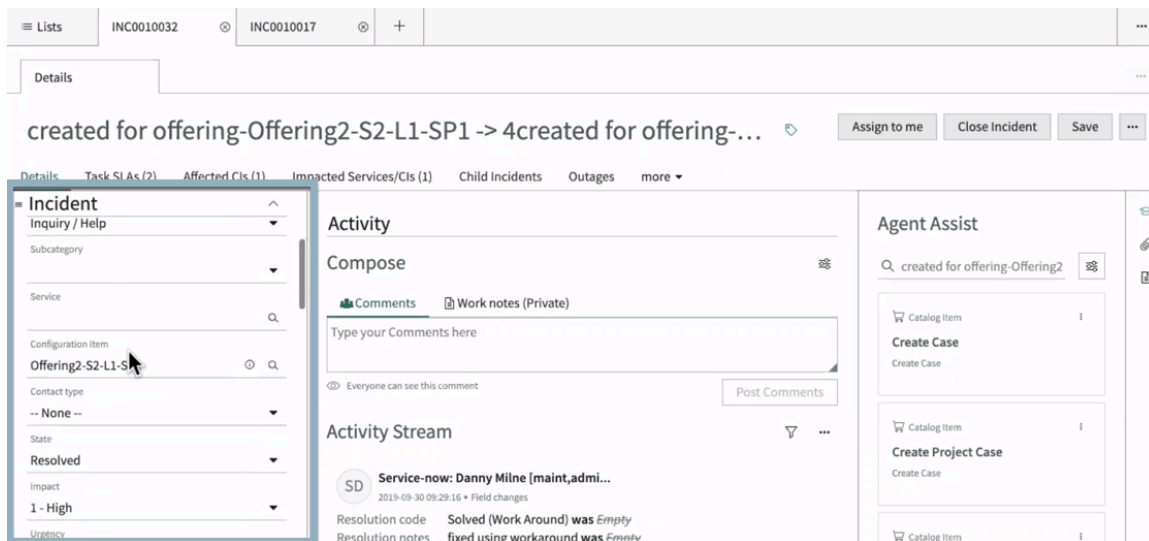 Lists
INC0010032
INC0010017
Details
created for offering-Offering2-S2-L1-SP1 -> 4created for offering-...
Assign to me
Close Incident
Save
Details
Task SLAs (2)
Affected CIs (1)
Impacted Services/CIs (1)
Child Incidents
Outages
more
Incident
Inquiry / Help
Subcategory
Service
Configuration item
Offering2-S2-L1-S
Contact type
-- None --
State
Resolved
Impact
1 - High
Urgency
Activity
Compose
Comments
Work notes (Private)
Type your Comments here
Everyone can see this comment
Post Comments
Activity Stream
SD
Service-now: Danny Milne [maint,admi...
2019-09-30 09:29:16 • Field changes
Resolution code Solved (Work Around) was Empty
Resolution notes fixed using workaround was Empty
Agent Assist
created for offering-Offering2
Catalog Item
Create Case
Create Case
Catalog Item
Create Project Case
Create Case
Catalog Item